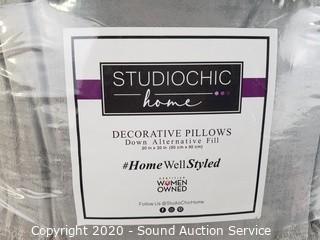 STUDIOCHIC
home
DECORATIVE PILLOWS
Down Alternative Fill
20 in x 20 in (50 cm x 50 cm)
#HomeWellStyled
CERTIFIED
WOMEN
OWNED
Follow Us @StudioChicHome
Copyright 2020 - Sound Auction Service